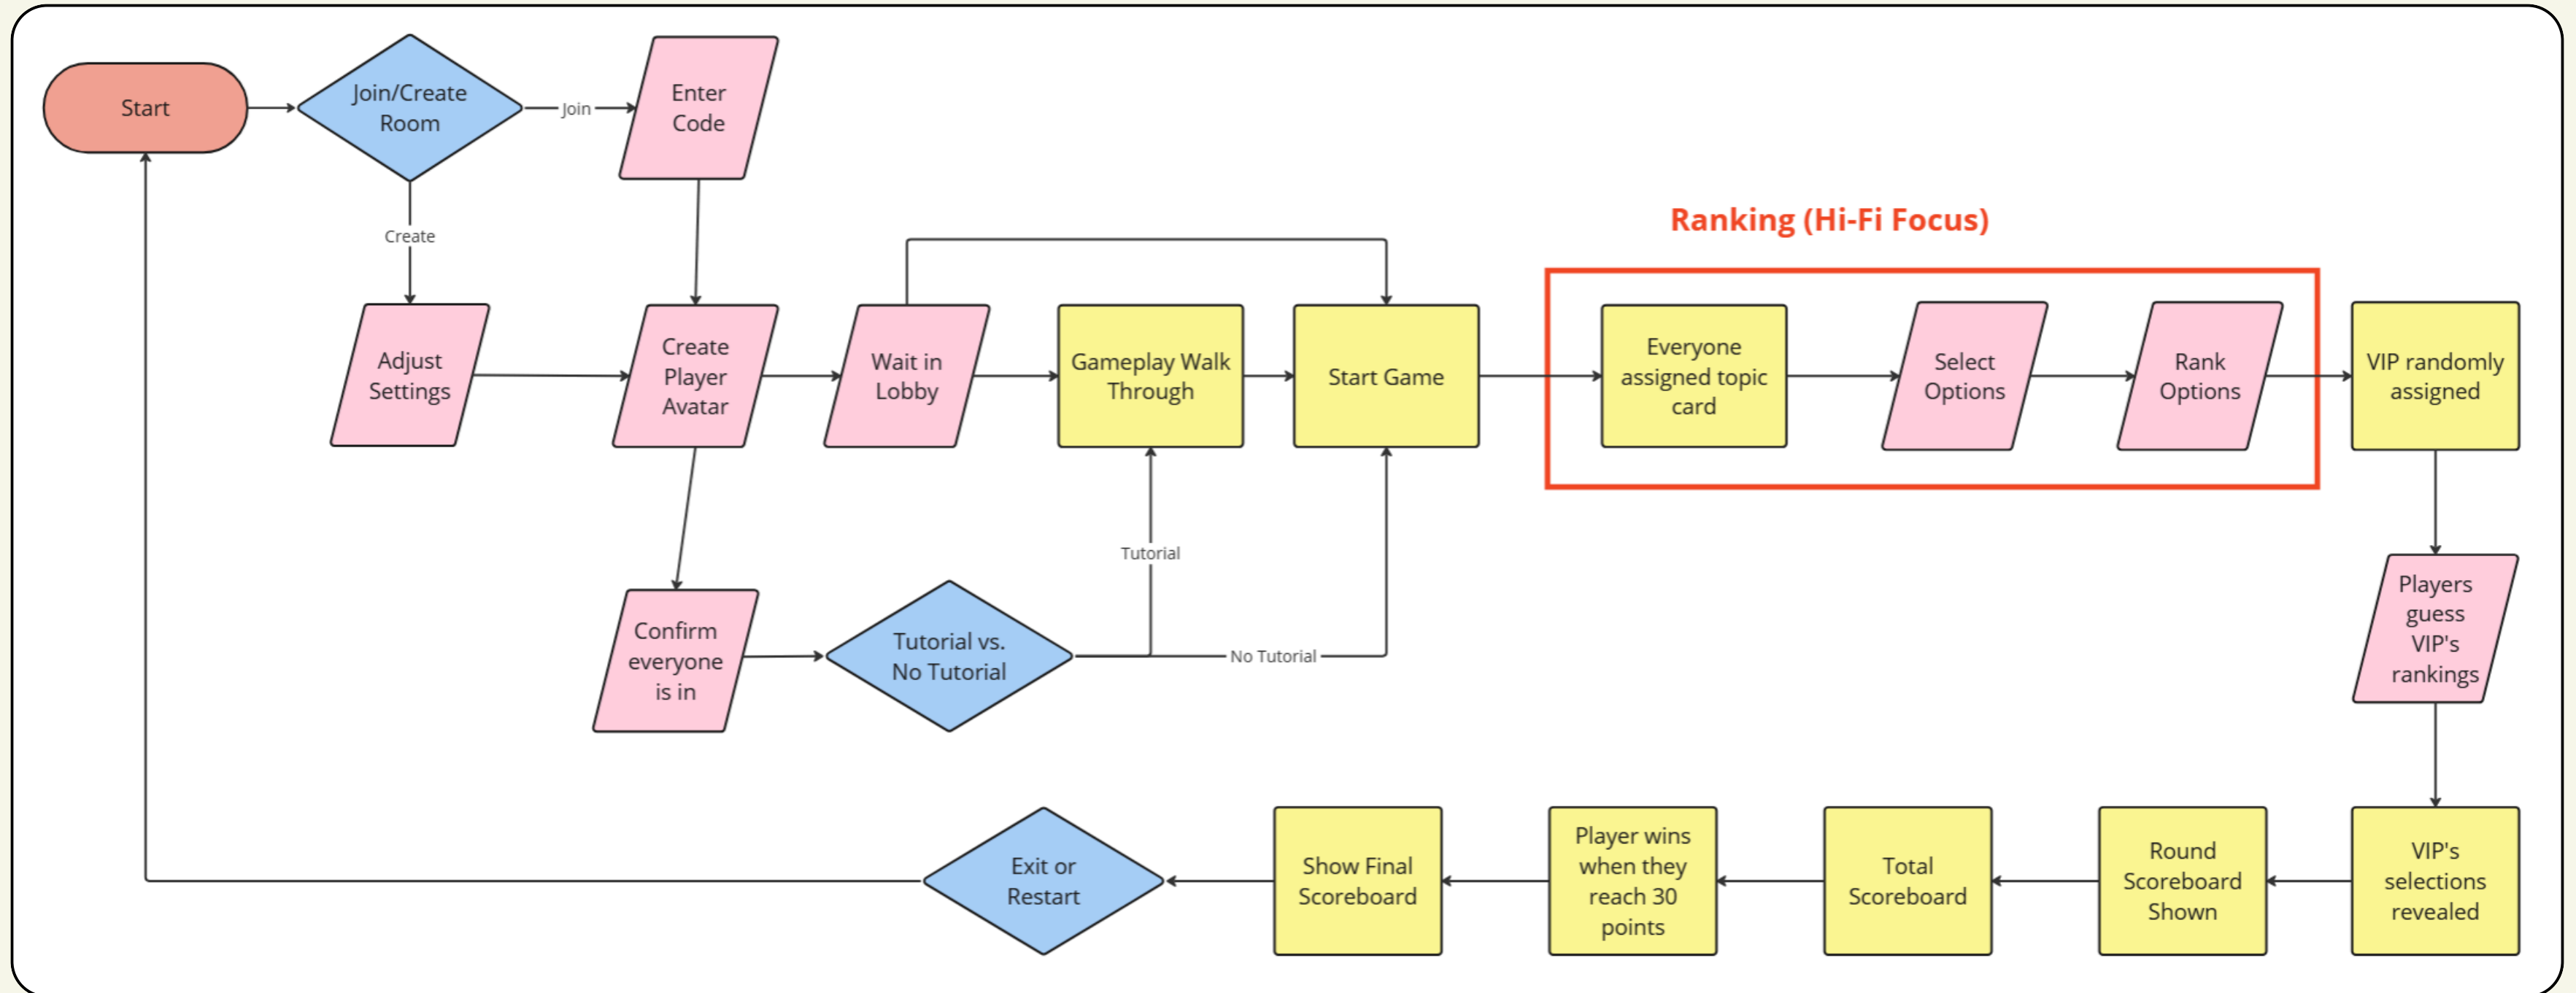 Start
Join/Create
Room
Join
Enter
Code
Create
Ranking (Hi-Fi Focus)
Adjust
Settings
Create
Player
Avatar
Wait in
Lobby
Gameplay Walk
Through
Start Game
Everyone
assigned topic
card
Select
Options
Rank
Options
VIP randomly
assigned
Tutorial
Confirm
everyone
is in
Tutorial vs.
No Tutorial
No Tutorial
Players
guess
VIP's
rankings
Exit or
Restart
Show Final
Scoreboard
Player wins
when they
reach 30
points
Total
Scoreboard
Round
Scoreboard
Shown
VIP's
selections
revealed